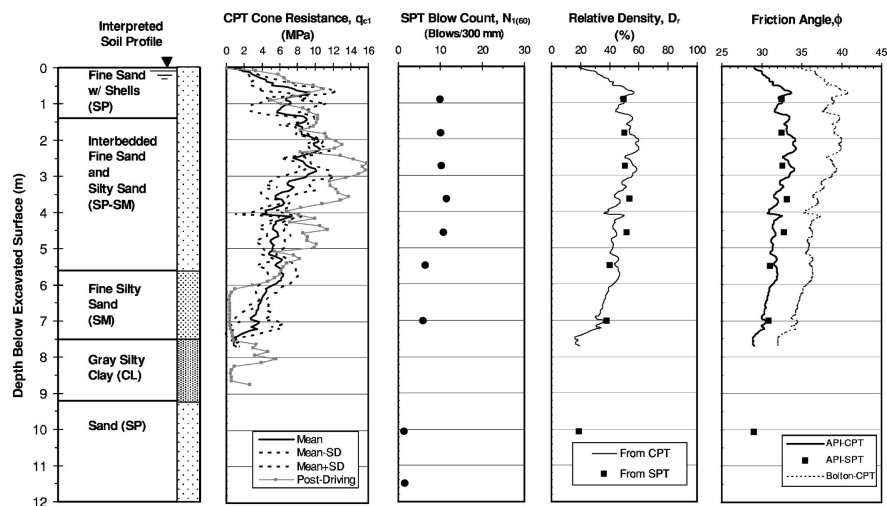 Interpreted
Soil Profile
CPT Cone Resistance, qc1
(MPa)
0 2 4 6 8 10 12 14 16
SPT Blow Count, N1(60)
(Blows/300 mm)
0 10 20 30
Relative Density, Dr
(%)
0 20 40 60 80 100
Friction Angle,ϕ
25 30 35 40 45
Depth Below Excavated Surface (m)
0
1
2
3
4
5
6
7
8
9
10
11
12
Fine Sand
w/ Shells
(SP)
Interbedded
Fine Sand
and
Silty Sand
(SP-SM)
Fine Silty
Sand
(SM)
Gray Silty
Clay (CL)
Sand (SP)
Mean
Mean-SD
Mean+SD
Post-Driving
From CPT
From SPT
API-CPT
API-SPT
Bolton-CPT